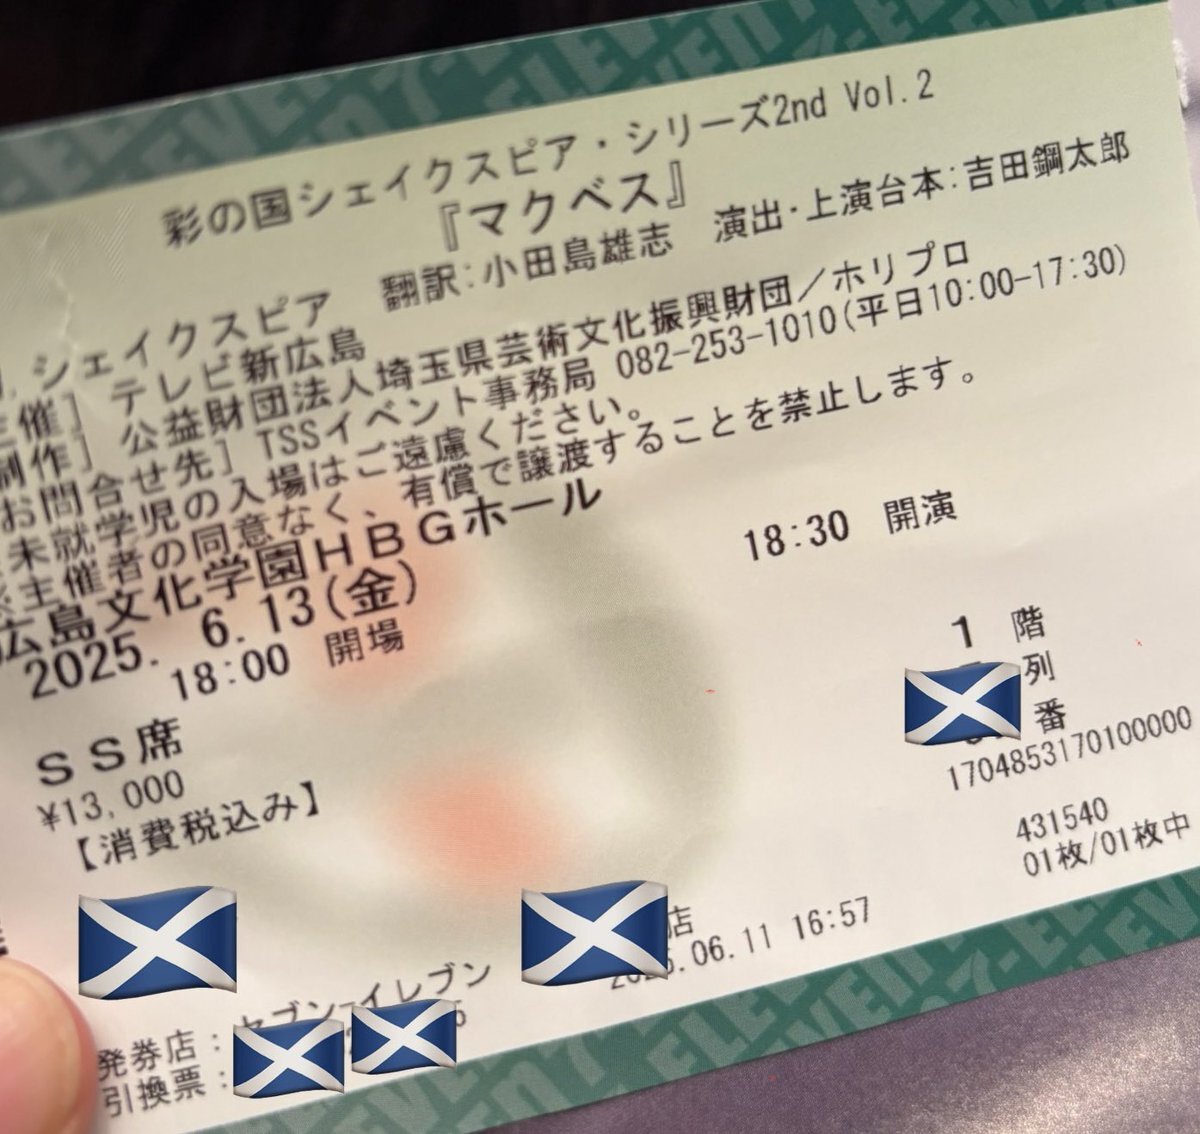 彩の国シェイクスピア・シリーズ2nd Vol.2
『マクベス』
シェイクスピア 翻訳:小田島雄志 演出・上演台本:吉田鋼太郎
催] テレビ新広島
制作] 公益財団法人埼玉県芸術文化振興財団／ホリプロ
お問合せ先] TSSイベント事務局 082-253-1010(平日10:00-17:30)
未就学児の入場はご遠慮ください。
主催者の同意なく、有償で譲渡することを禁止します。
広島文化学園ＨＢＧホール
2025. 6.13(金) 18:30 開演
18:00 開場
1 階
列
番
ＳＳ席
¥13,000
【消費税込み】
1704853170100000
431540
01枚/01枚中
店
.06.11 16:57
発券店: セブン-イレブン
引換票: